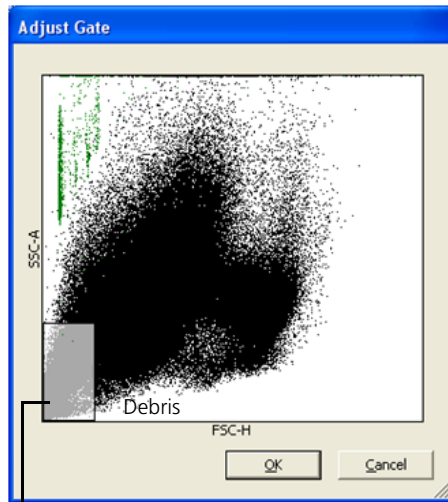 Adjust Gate
SSC-A
Debris
FSC-H
OK
Cancel